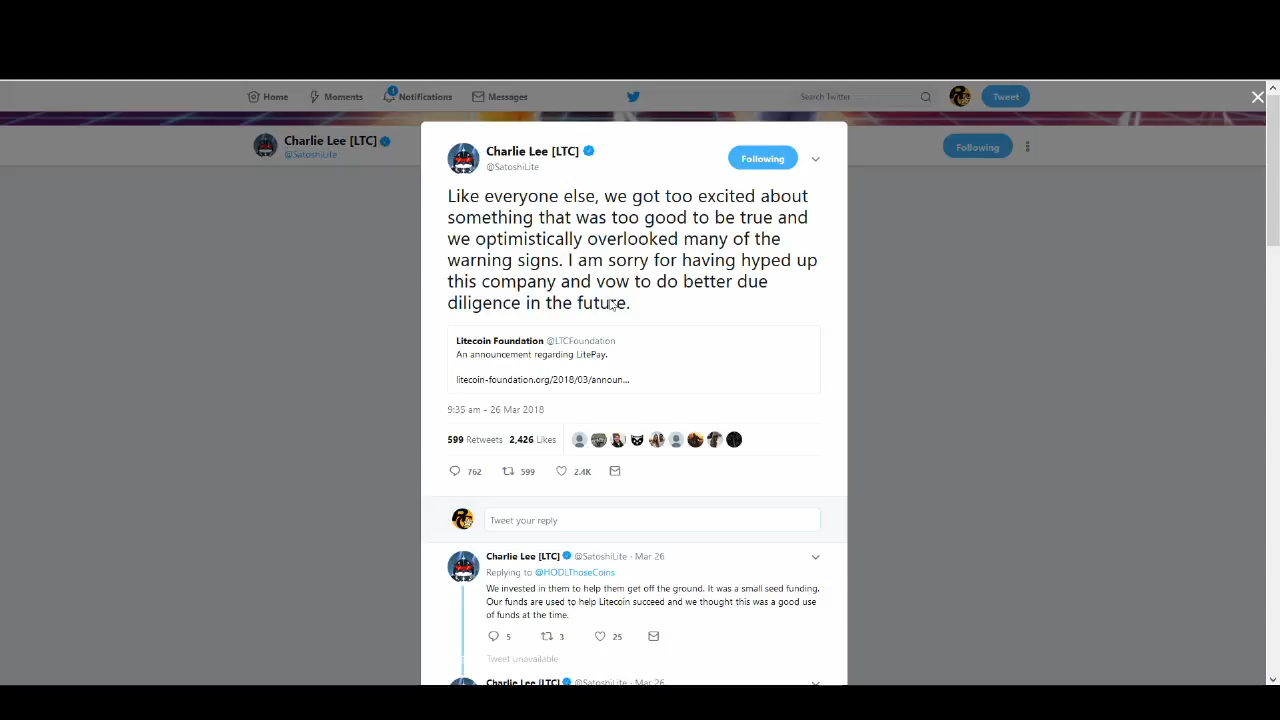 Home Moments 1 Notifications Messages Search Twitter Tweet
Charlie Lee [LTC]
@SatoshiLite
Following
Charlie Lee [LTC]
@SatoshiLite
Following
Like everyone else, we got too excited about
something that was too good to be true and
we optimistically overlooked many of the
warning signs. I am sorry for having hyped up
this company and vow to do better due
diligence in the future.
Litecoin Foundation @LTCFoundation
An announcement regarding LitePay.
litecoin-foundation.org/2018/03/announ...
9:35 am - 26 Mar 2018
599 Retweets 2,426 Likes
762 599 2.4K
Tweet your reply
Charlie Lee [LTC] @SatoshiLite · Mar 26
Replying to @HODLThoseCoins
We invested in them to help them get off the ground. It was a small seed funding.
Our funds are used to help Litecoin succeed and we thought this was a good use
of funds at the time.
5 3 25
Tweet unavailable
Charlie Lee [LTC] @SatoshiLite · Mar 26